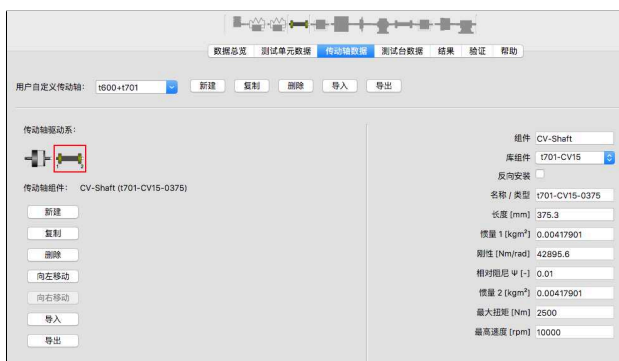 数据总览 测试单元数据 传动轴数据 测试台数据 结果 验证 帮助
用户自定义传动轴: t600+t701 新建 复制 删除 导入 导出
传动轴驱动系:
1 2
传动轴组件: CV-Shaft (t701-CV15-0375)
新建
复制
删除
向左移动
向右移动
导入
导出
组件 CV-Shaft
库组件 t701-CV15
反向安装
名称 / 类型 t701-CV15-0375
长度 [mm] 375.3
惯量 1 [kgm²] 0.00417901
刚性 [Nm/rad] 42895.6
相对阻尼 Ψ [-] 0.01
惯量 2 [kgm²] 0.00417901
最大扭矩 [Nm] 2500
最高速度 [rpm] 10000